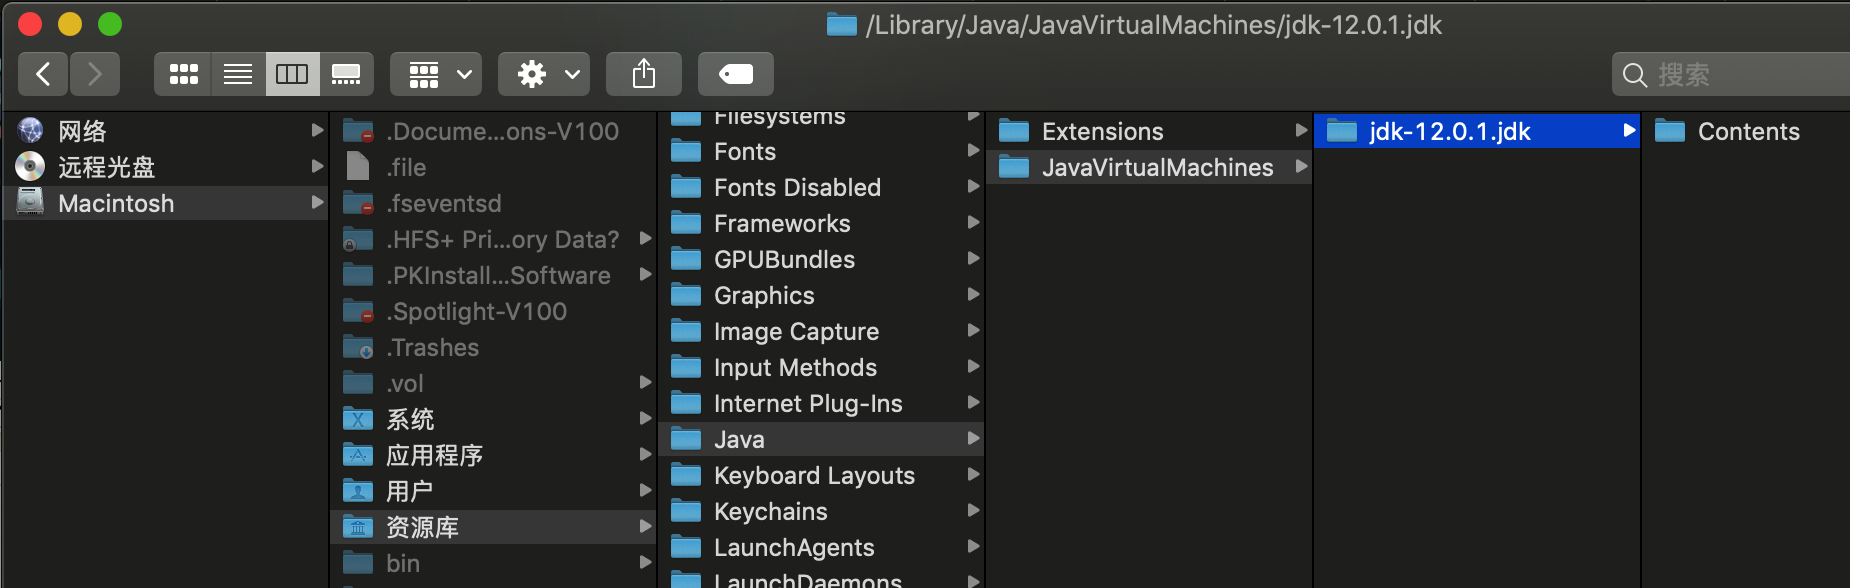 /Library/Java/JavaVirtualMachines/jdk-12.0.1.jdk
搜索
网络
远程光盘
Macintosh
.Docume...ons-V100
.file
.fseventsd
.HFS+ Pri...ory Data?
.PKInstall...Software
.Spotlight-V100
.Trashes
.vol
系统
应用程序
用户
资源库
bin
Filesystems
Fonts
Fonts Disabled
Frameworks
GPUBundles
Graphics
Image Capture
Input Methods
Internet Plug-Ins
Java
Keyboard Layouts
Keychains
LaunchAgents
LaunchDaemons
Extensions
JavaVirtualMachines
jdk-12.0.1.jdk
Contents